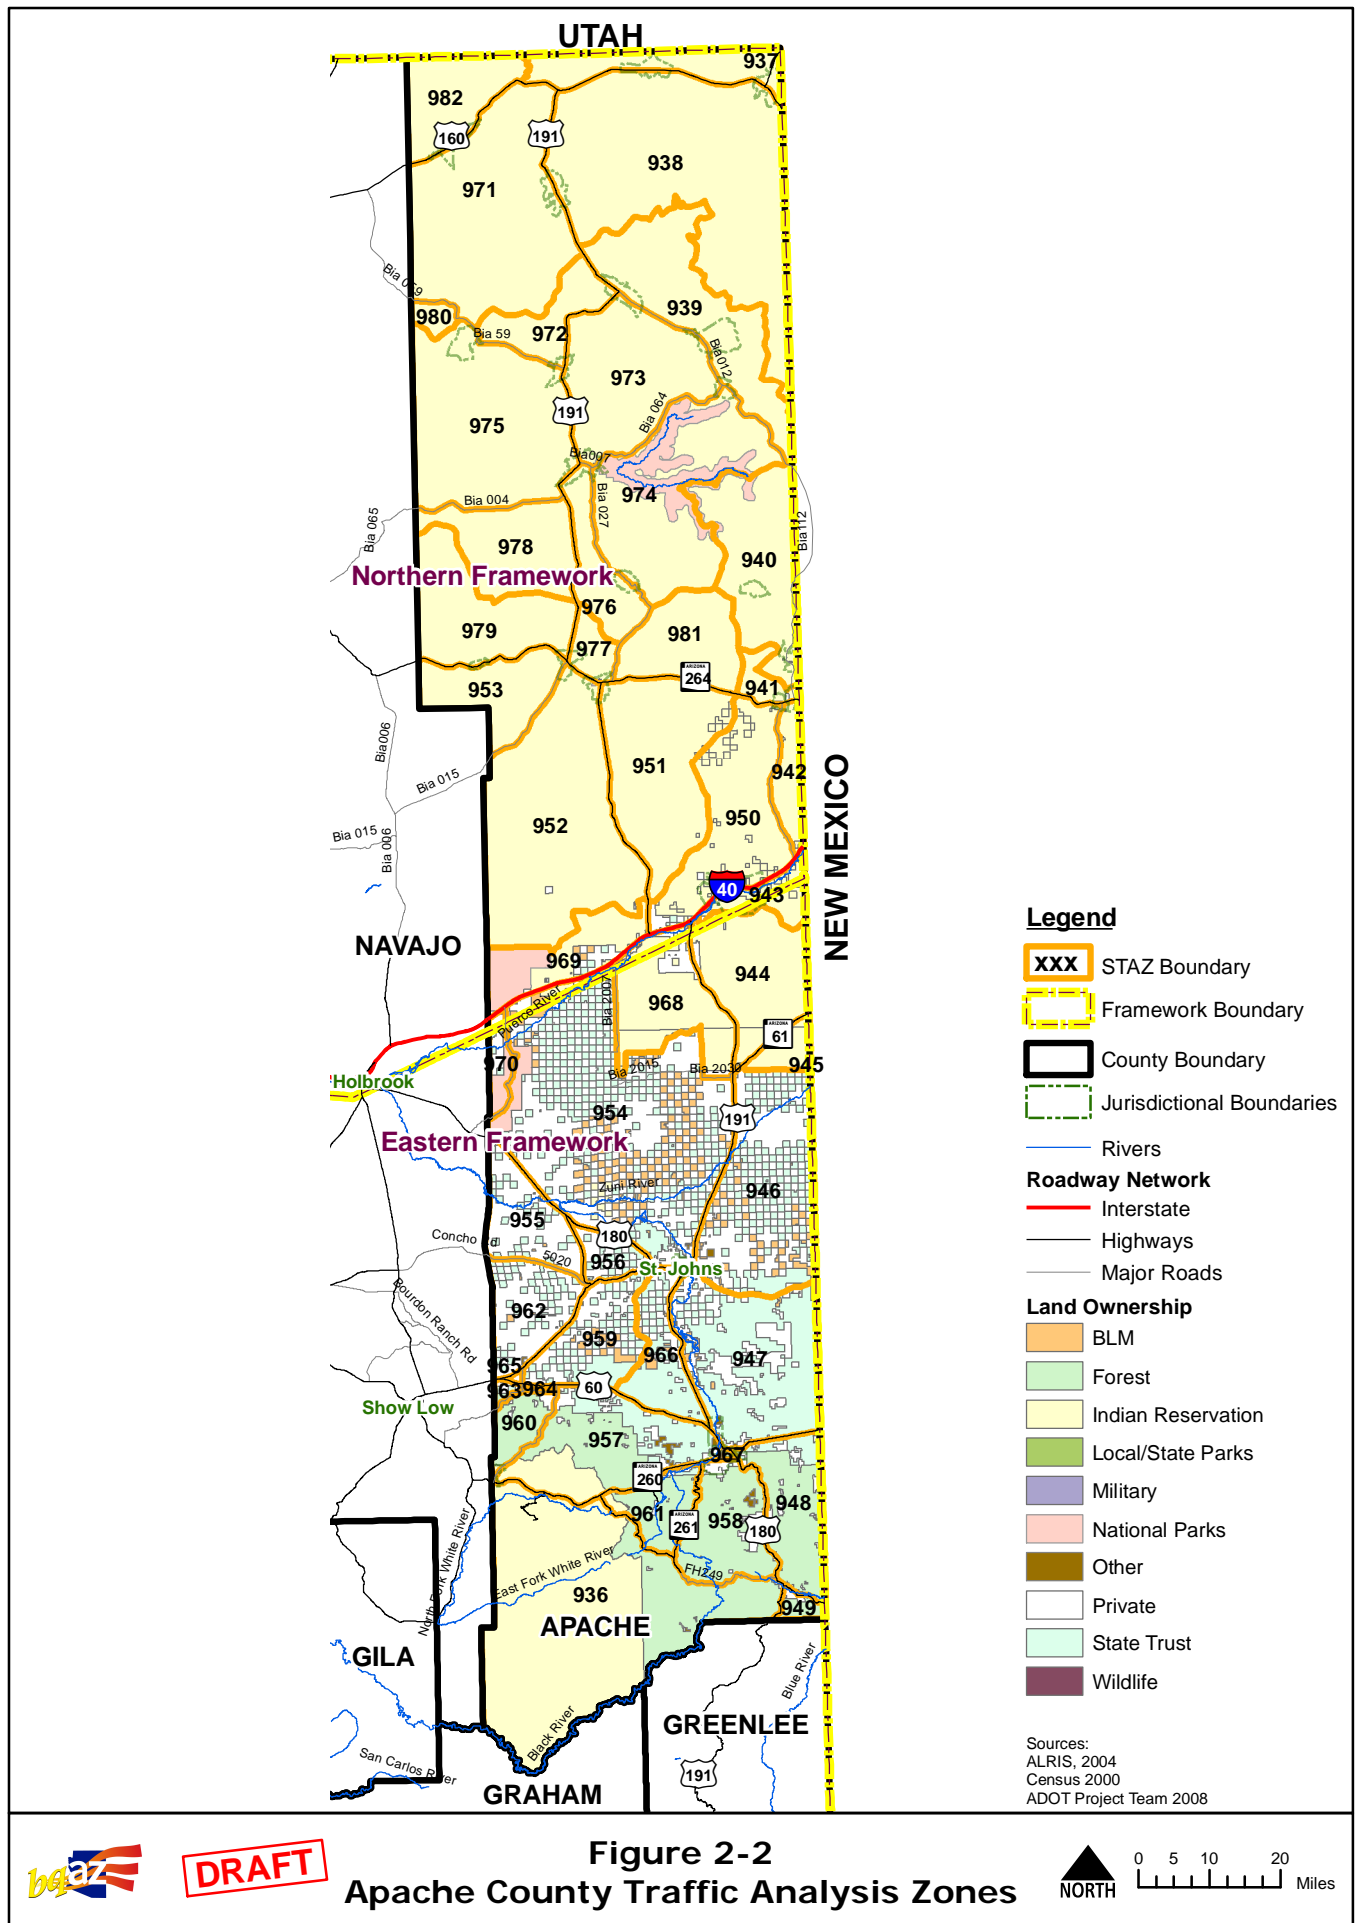 UTAH
937
982
160
191
938
971
Bia 059
980
939
Bia 59
972
Bia012
973
191
Bia 064
975
Bia007
974
Bia 004
Bia 027
Bia 065
Bia112
978
940
Northern Framework
976
979
981
977
ARIZONA
264
953
941
Bia006
951
942
Bia 015
NEW MEXICO
952
950
Bia 015
Bia 006
40
943
NAVAJO
969
944
968
Bia 2007
Puerco River
ARIZONA
61
970
Bia 2015
Bia 2030
945
Holbrook
954
191
Eastern Framework
Zuni River
946
955
180
Concho Rd
5020
956
St. Johns
Bourdon Ranch Rd
962
959
966
947
965
963
964
60
Show Low
960
957
967
ARIZONA
260
948
961
ARIZONA
261
958
180
North Fork White River
East Fork White River
FH249
936
949
APACHE
GILA
Blue River
GREENLEE
Black River
San Carlos River
191
GRAHAM
Legend
XXX STAZ Boundary
Framework Boundary
County Boundary
Jurisdictional Boundaries
Rivers
Roadway Network
Interstate
Highways
Major Roads
Land Ownership
BLM
Forest
Indian Reservation
Local/State Parks
Military
National Parks
Other
Private
State Trust
Wildlife
Sources:
ALRIS, 2004
Census 2000
ADOT Project Team 2008
bqaz
DRAFT
Figure 2-2
Apache County Traffic Analysis Zones
NORTH
0 5 10 20
Miles